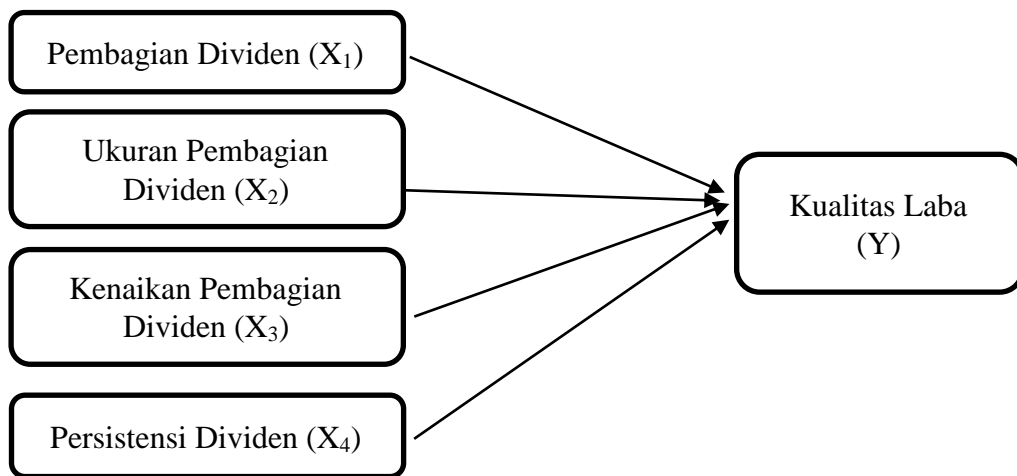 Pembagian Dividen (X₁)
Ukuran Pembagian
Dividen (X₂)
Kenaikan Pembagian
Dividen (X₃)
Persistensi Dividen (X₄)
Kualitas Laba
(Y)